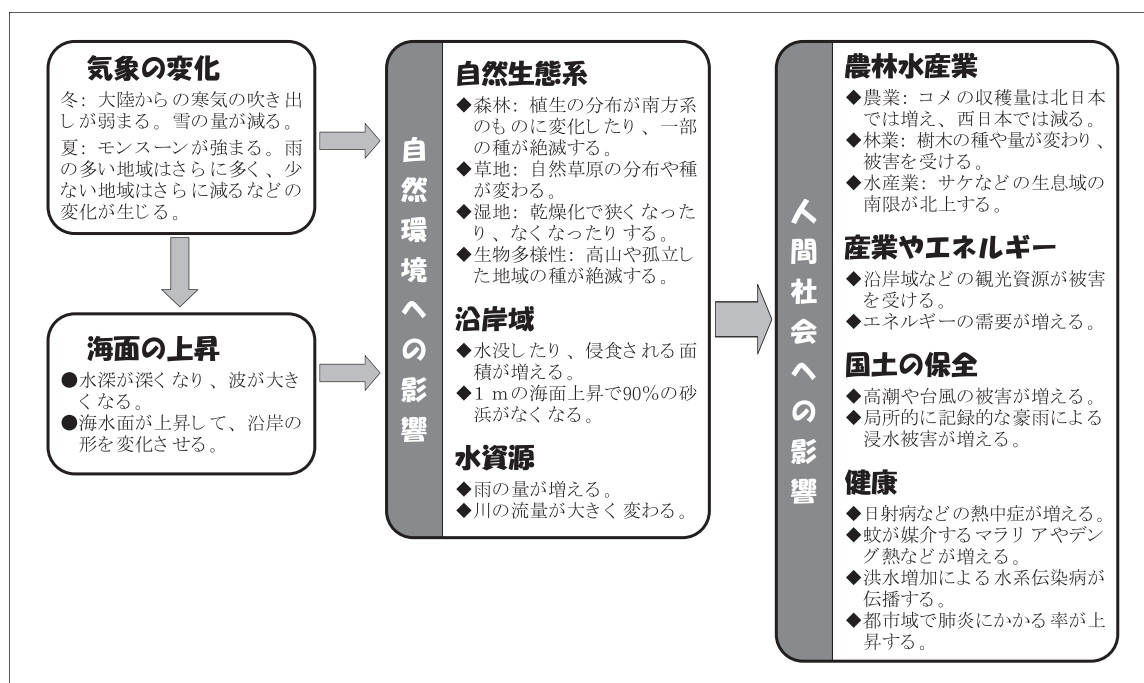 気象の変化
冬: 大陸からの寒気の吹き出
しが弱まる。雪の量が減る。
夏: モンスーンが強まる。雨
の多い地域はさらに多く、少
ない地域はさらに減るなどの
変化が生じる。
海面の上昇
●水深が深くなり、波が大き
くなる。
●海水面が上昇して、沿岸の
形を変化させる。
自然環境への影響
自然生態系
◆森林: 植生の分布が南方系
のものに変化したり、一部
の種が絶滅する。
◆草地: 自然草原の分布や種
が変わる。
◆湿地: 乾燥化で狭くなった
り、なくなったりする。
◆生物多様性: 高山や孤立し
た地域の種が絶滅する。
沿岸域
◆水没したり、侵食される面
積が増える。
◆1 mの海面上昇で90%の砂
浜がなくなる。
水資源
◆雨の量が増える。
◆川の流量が大きく変わる。
人間社会への影響
農林水産業
◆農業: コメの収穫量は北日本
では増え、西日本では減る。
◆林業: 樹木の種や量が変わり、
被害を受ける。
◆水産業: サケなどの生息域の
南限が北上する。
産業やエネルギー
◆沿岸域などの観光資源が被害
を受ける。
◆エネルギーの需要が増える。
国土の保全
◆高潮や台風の被害が増える。
◆局所的に記録的な豪雨による
浸水被害が増える。
健康
◆日射病などの熱中症が増える。
◆蚊が媒介するマラリアやデン
グ熱などが増える。
◆洪水増加による水系伝染病が
伝播する。
◆都市域で肺炎にかかる率が上
昇する。